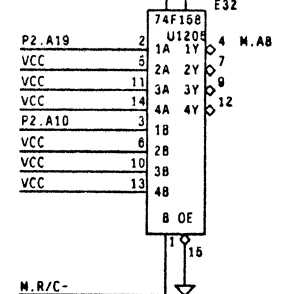 E32
74F158
U1205
P2.A19 2 1A 1Y 4 M.A8
VCC 5 2A 2Y 7
VCC 11 3A 3Y 9
VCC 14 4A 4Y 12
P2.A10 3 1B
VCC 6 2B
VCC 10 3B
VCC 13 4B
B OE
1 15
M.R/C-